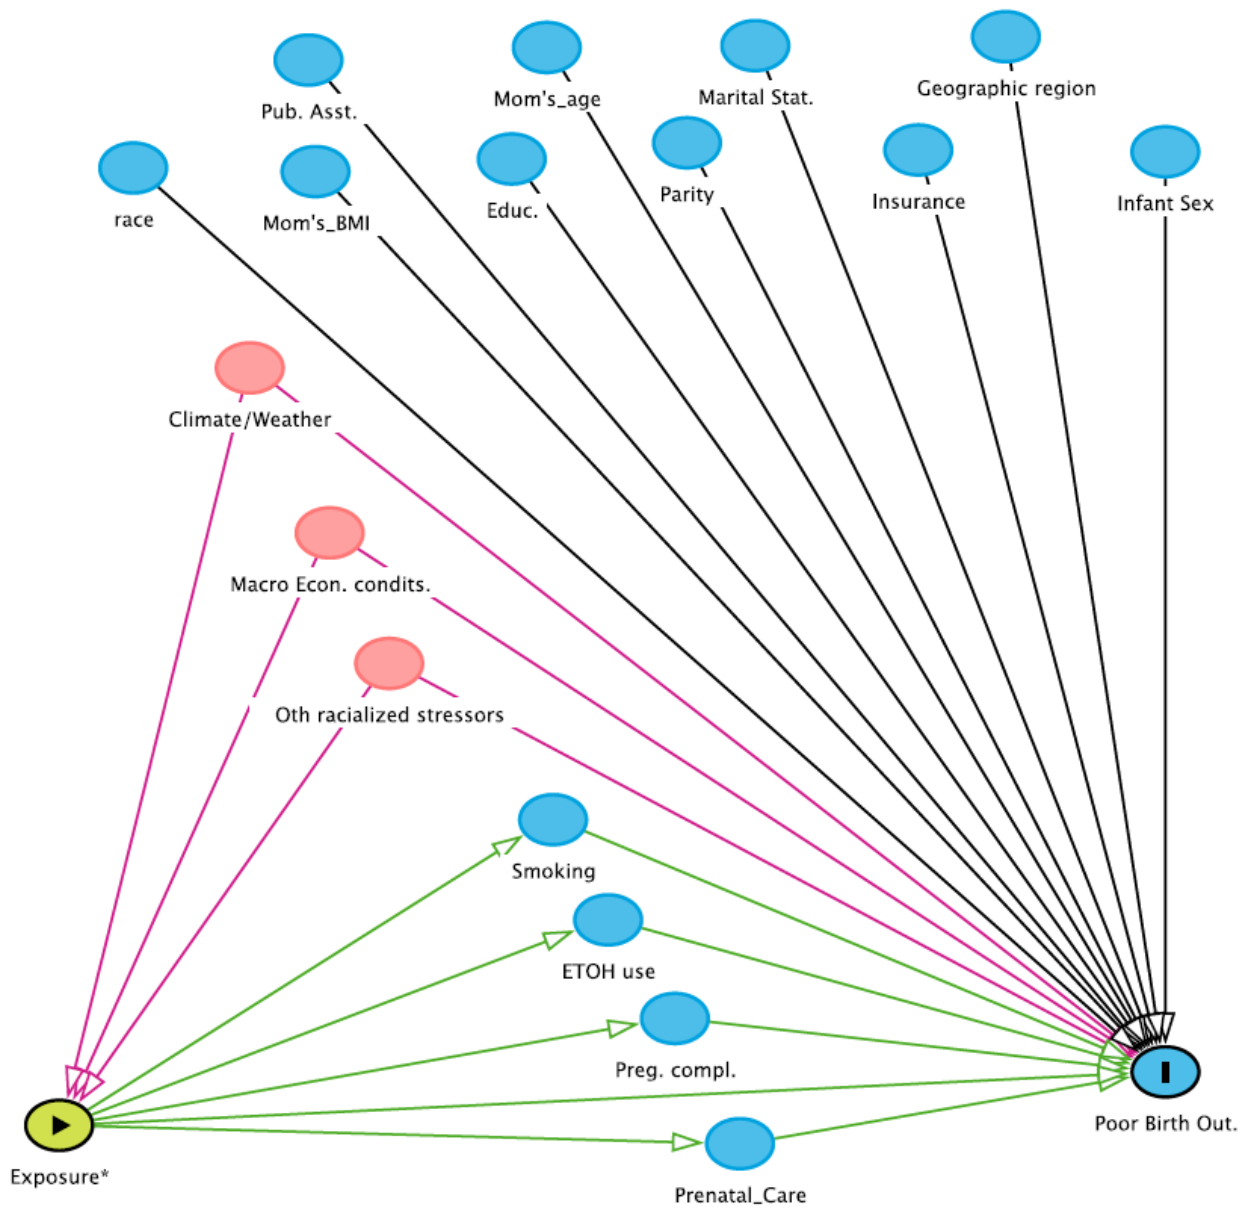 Pub. Asst.
Mom's_age
Marital Stat.
Geographic region
race
Mom's_BMI
Educ.
Parity
Insurance
Infant Sex
Climate/Weather
Macro Econ. condits.
Oth racialized stressors
Smoking
ETOH use
Preg. compl.
Poor Birth Out.
Exposure*
Prenatal_Care